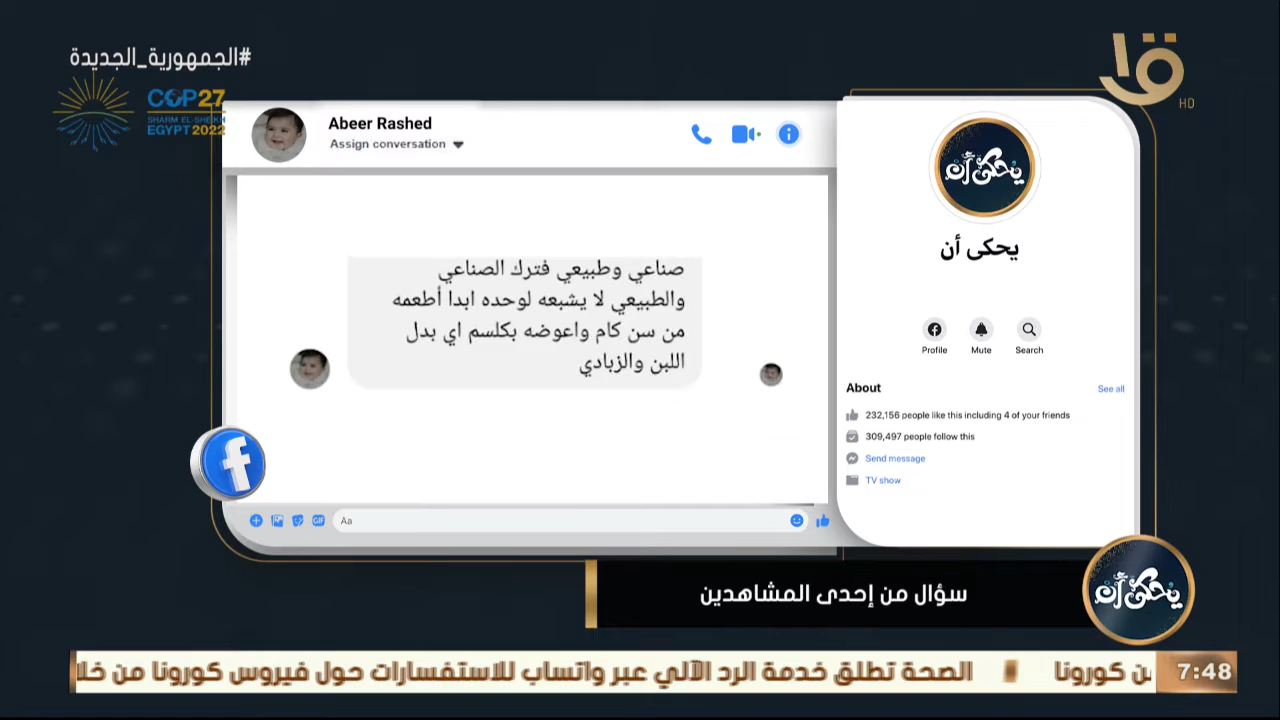 #الجمهورية_الجديدة
COP27
SHARM EL-SHEIKH
EGYPT2022
HD
Abeer Rashed
Assign conversation
صناعي وطبيعي فترك الصناعي
والطبيعي لا يشبعه لوحده ابدا أطعمه
من سن كام واعوضه بكلسم اي بدل
اللبن والزبادي
Aa
GIF
يحكى أن
يحكى أن
Profile
Mute
Search
About
See all
232,156 people like this including 4 of your friends
309,497 people follow this
Send message
TV show
سؤال من إحدى المشاهدين
يحكى أن
7:48
ن كورونا
الصحة تطلق خدمة الرد الآلي عبر واتساب للاستفسارات حول فيروس كورونا من خلا